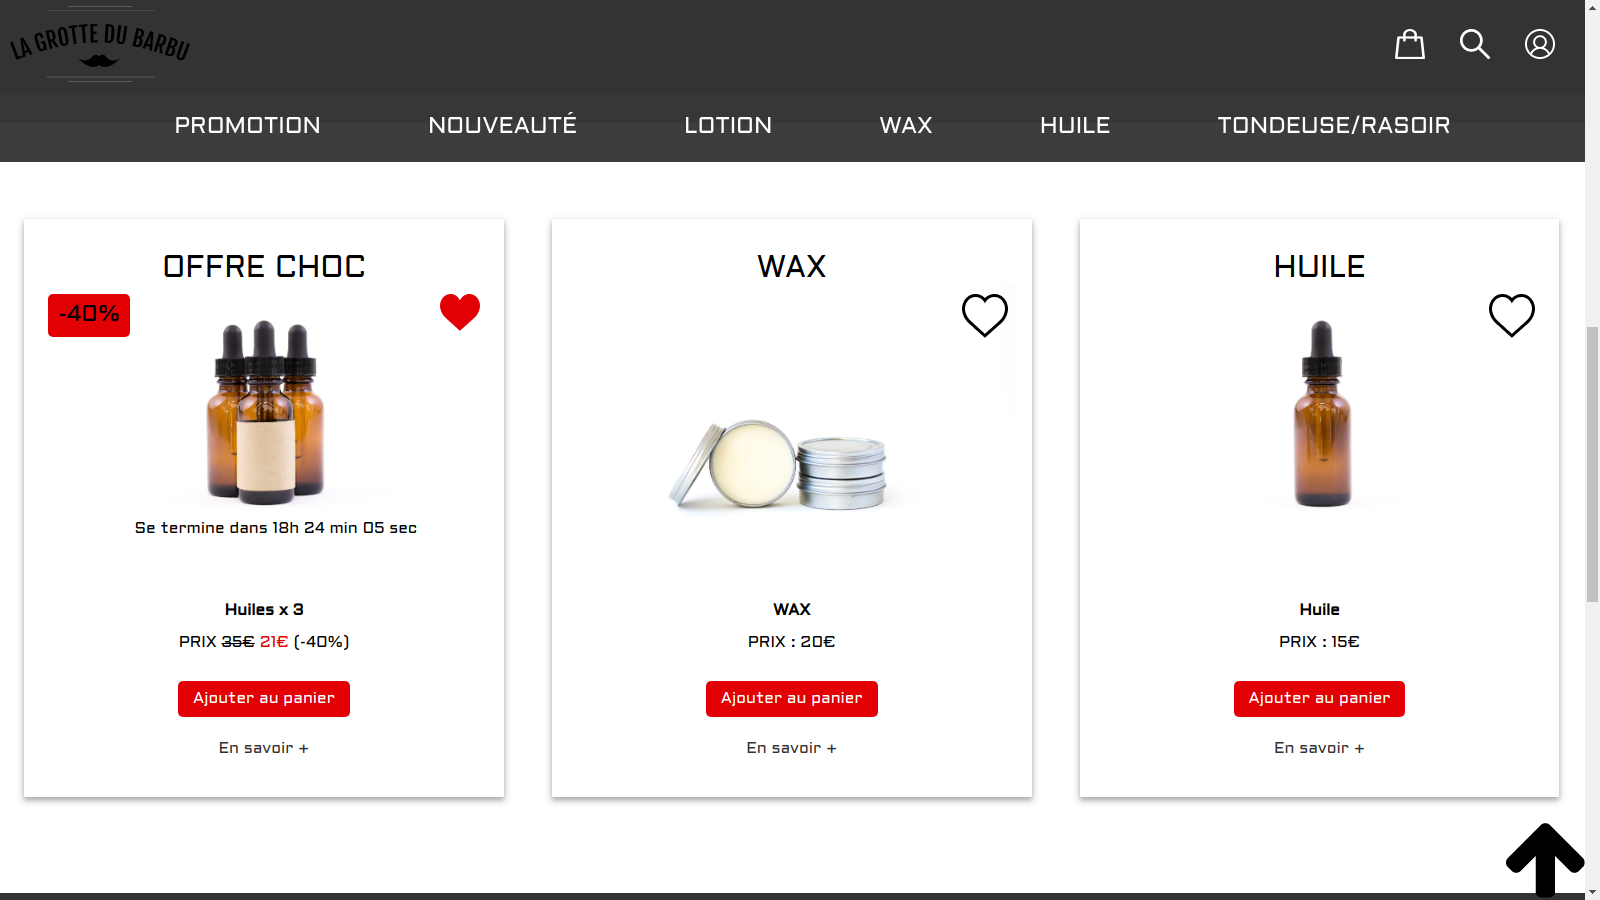 LA GROTTE DU BARBU
PROMOTION
NOUVEAUTÉ
LOTION
WAX
HUILE
TONDEUSE/RASOIR
OFFRE CHOC
-40%
Se termine dans 18h 24 min 05 sec
Huiles x 3
PRIX 35€ 21€ (-40%)
Ajouter au panier
En savoir +
WAX
WAX
PRIX : 20€
Ajouter au panier
En savoir +
HUILE
Huile
PRIX : 15€
Ajouter au panier
En savoir +